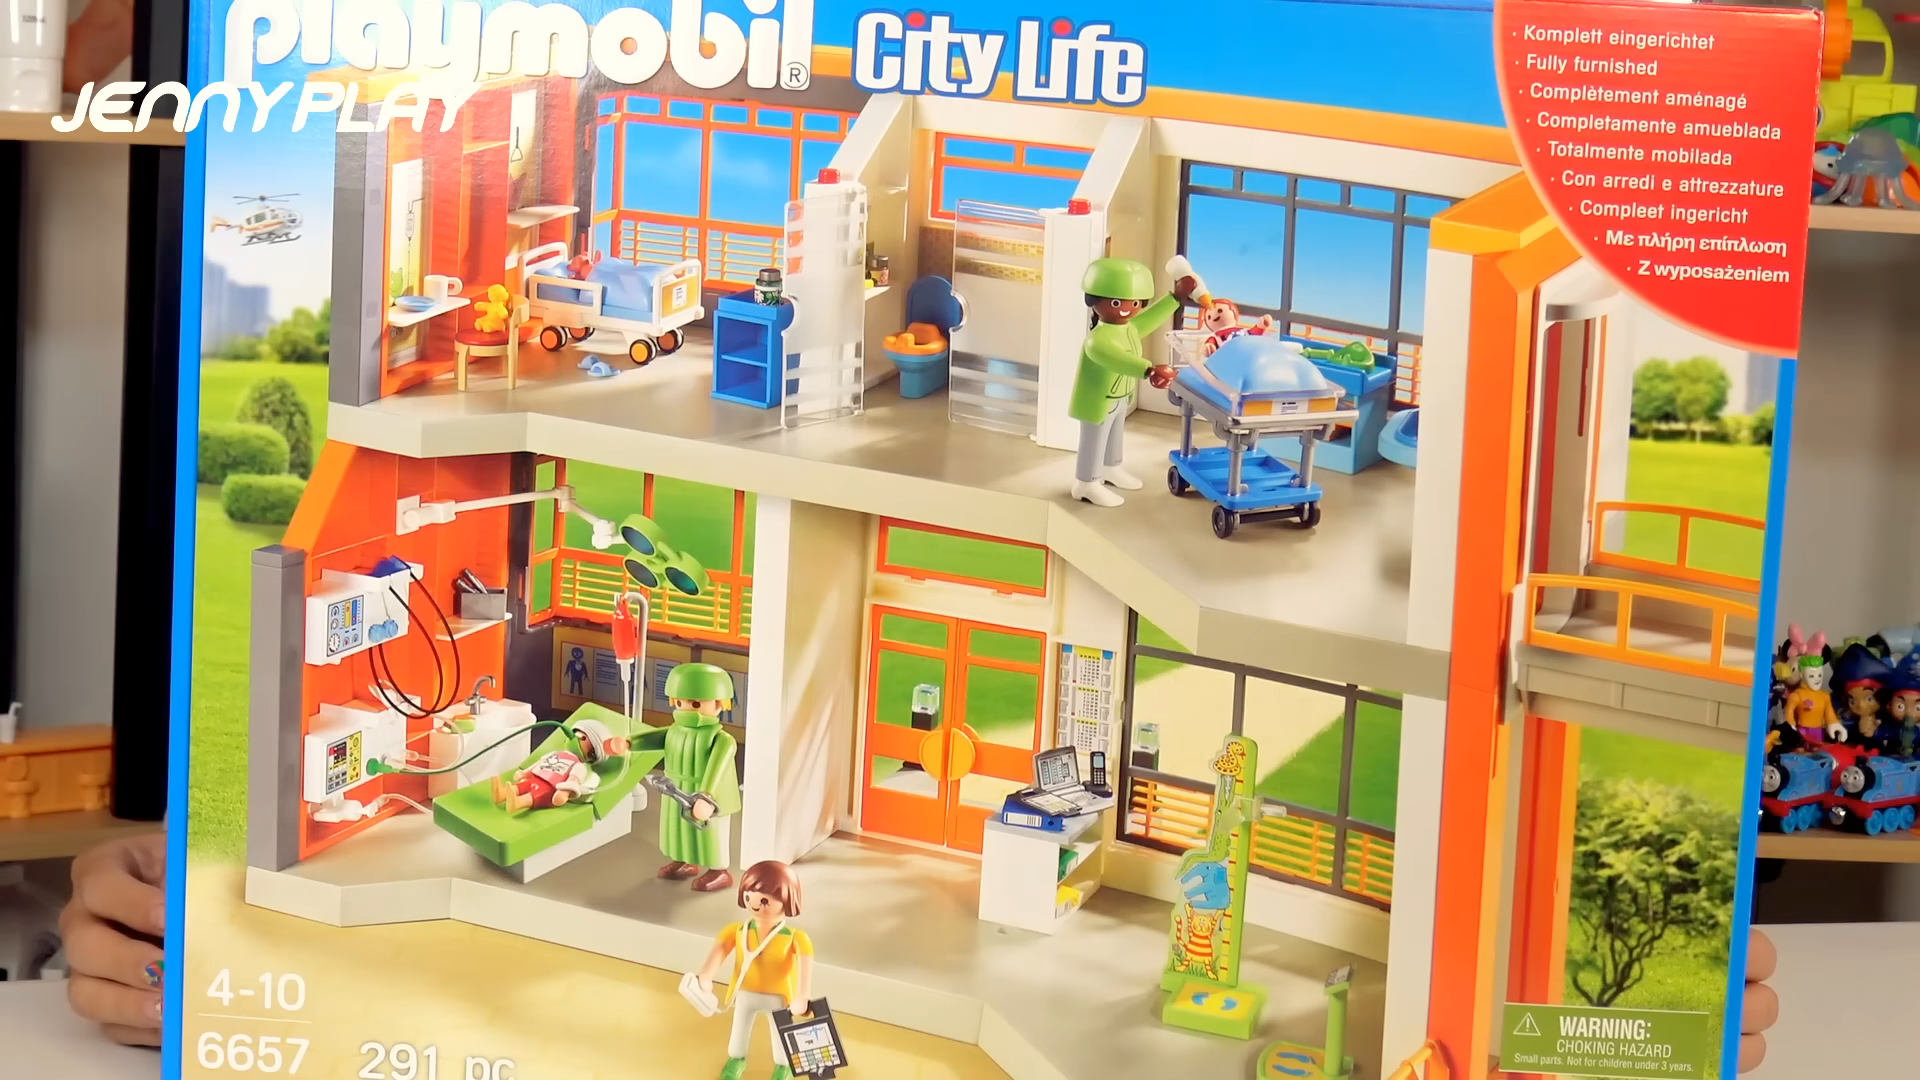 playmobil®
City Life
JENNY PLAY
· Komplett eingerichtet
· Fully furnished
· Complètement aménagé
· Completamente amueblada
· Totalmente mobilada
· Con arredi e attrezzature
· Compleet ingericht
· Με πλήρη επίπλωση
· Z wyposażeniem
4-10
6657
291 pc
WARNING:
CHOKING HAZARD
Small parts. Not for children under 3 years.